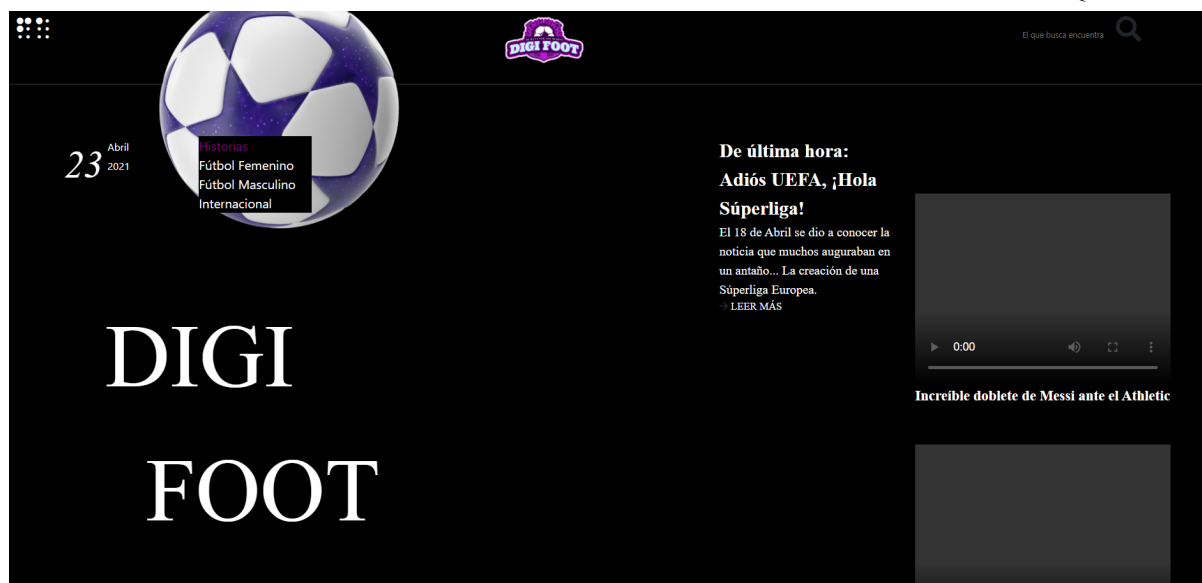 DIGI FOOT
El que busca encuentra
23
Abril
2021
Historias
Fútbol Femenino
Fútbol Masculino
Internacional
De última hora:
Adiós UEFA, ¡Hola
Súperliga!
El 18 de Abril se dio a conocer la
noticia que muchos auguraban en
un antaño... La creación de una
Súperliga Europea.
→ LEER MÁS
0:00
Increíble doblete de Messi ante el Athletic
DIGI
FOOT